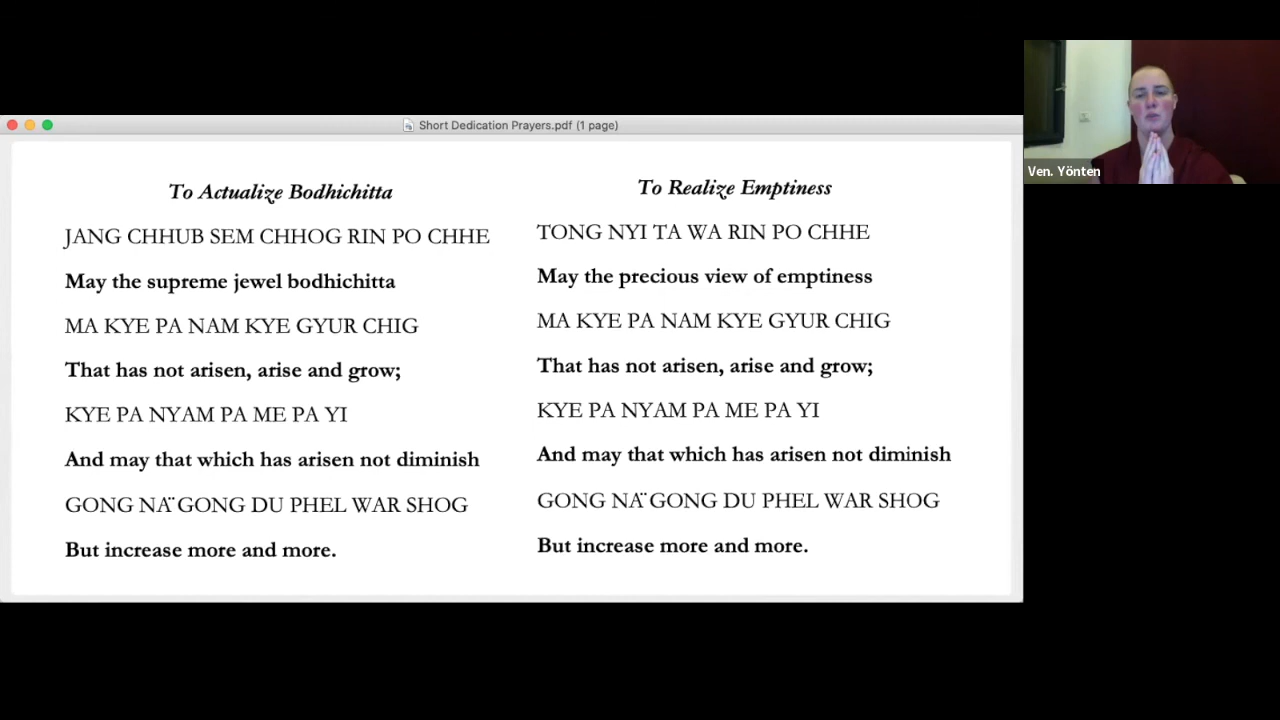 Short Dedication Prayers.pdf (1 page)
To Actualize Bodhichitta
JANG CHHUB SEM CHHOG RIN PO CHHE
May the supreme jewel bodhichitta
MA KYE PA NAM KYE GYUR CHIG
That has not arisen, arise and grow;
KYE PA NYAM PA ME PA YI
And may that which has arisen not diminish
GONG NA¨ GONG DU PHEL WAR SHOG
But increase more and more.
To Realize Emptiness
TONG NYI TA WA RIN PO CHHE
May the precious view of emptiness
MA KYE PA NAM KYE GYUR CHIG
That has not arisen, arise and grow;
KYE PA NYAM PA ME PA YI
And may that which has arisen not diminish
GONG NA¨ GONG DU PHEL WAR SHOG
But increase more and more.
Ven. Yönten